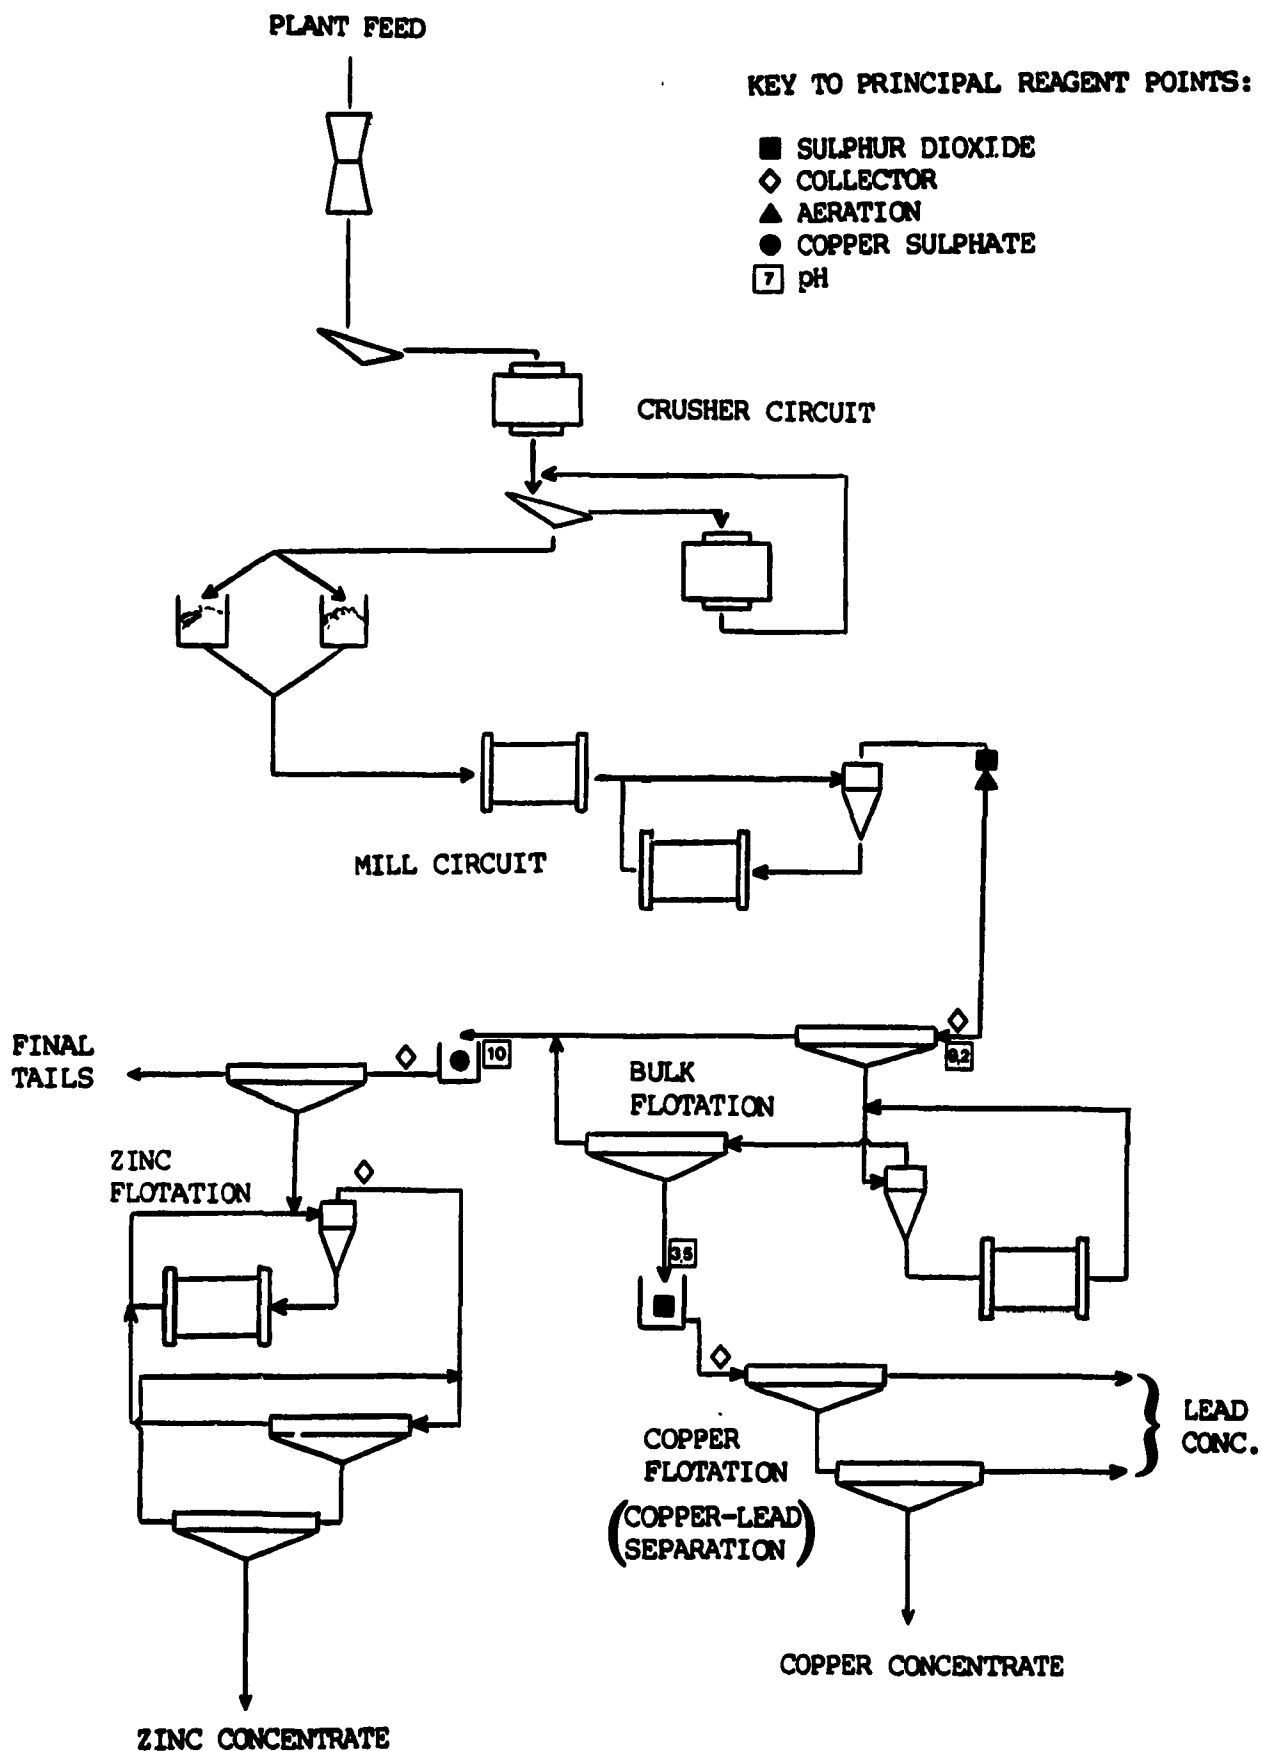 PLANT FEED
KEY TO PRINCIPAL REAGENT POINTS:
SULPHUR DIOXIDE
COLLECTOR
AERATION
COPPER SULPHATE
7 pH
CRUSHER CIRCUIT
MILL CIRCUIT
FINAL
TAILS
10
BULK
FLOTATION
ZINC
FLOTATION
3.5
COPPER
FLOTATION
(COPPER-LEAD
SEPARATION)
LEAD
CONC.
COPPER CONCENTRATE
ZINC CONCENTRATE